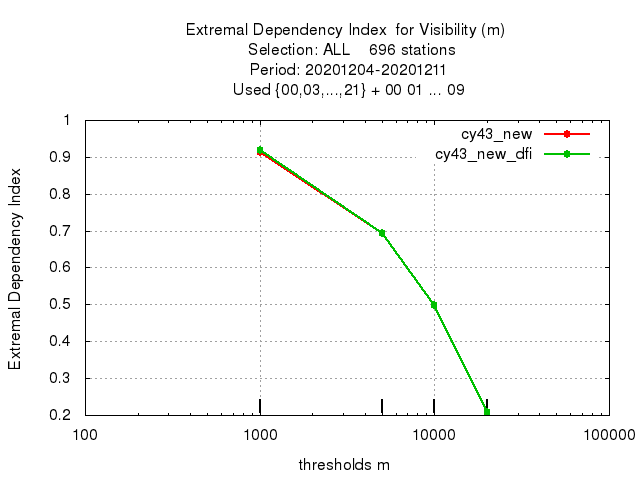 Extremal Dependency Index  for Visibility (m)
Selection: ALL    696 stations
Period: 20201204-20201211
Used {00,03,...,21} + 00 01 ... 09
cy43_new
cy43_new_dfi
Extremal Dependency Index
1
0.9
0.8
0.7
0.6
0.5
0.4
0.3
0.2
100 1000 10000 100000
thresholds m